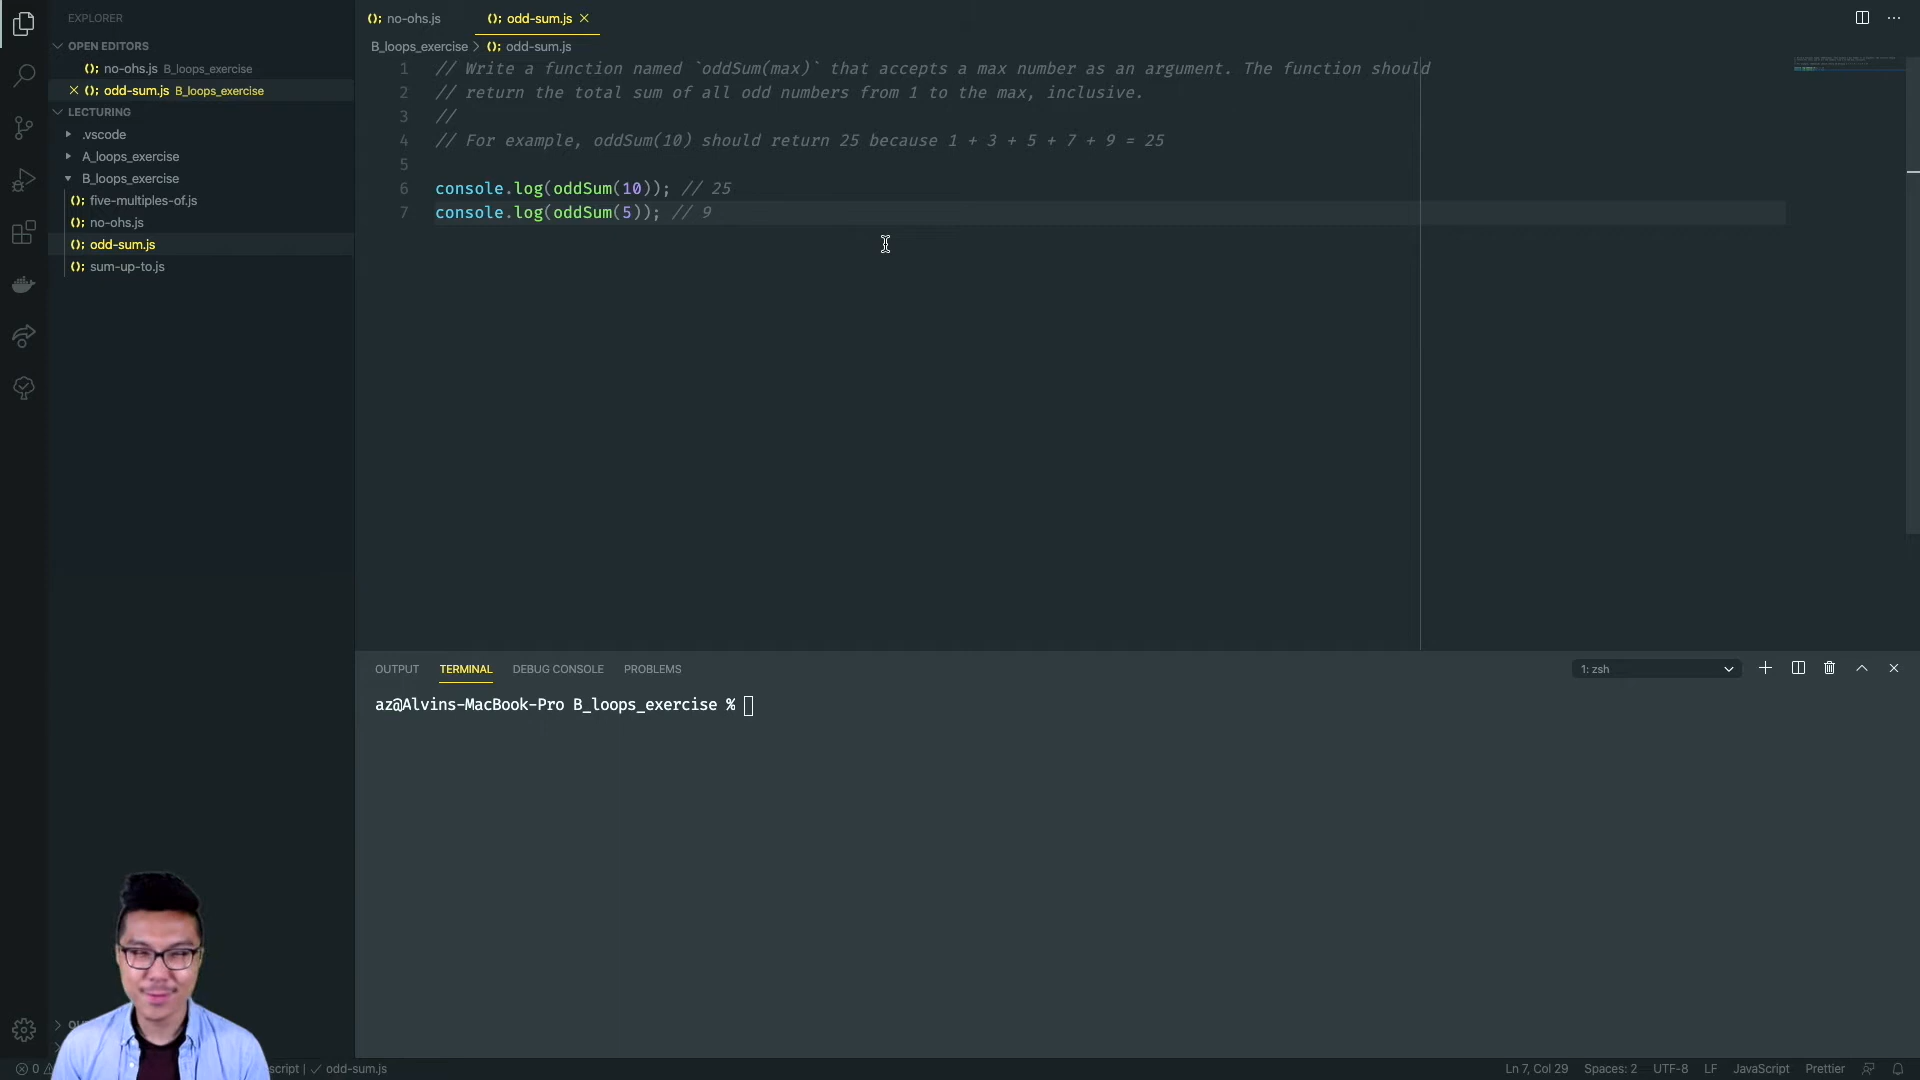 EXPLORER
OPEN EDITORS
(); no-ohs.js B_loops_exercise
(); odd-sum.js B_loops_exercise
LECTURING
.vscode
A_loops_exercise
B_loops_exercise
(); five-multiples-of.js
(); no-ohs.js
(); odd-sum.js
(); sum-up-to.js
(); no-ohs.js (); odd-sum.js
B_loops_exercise > (); odd-sum.js
1 // Write a function named `oddSum(max)` that accepts a max number as an argument. The function should
2 // return the total sum of all odd numbers from 1 to the max, inclusive.
3 //
4 // For example, oddSum(10) should return 25 because 1 + 3 + 5 + 7 + 9 = 25
5
6 console.log(oddSum(10)); // 25
7 console.log(oddSum(5)); // 9
OUTPUT TERMINAL DEBUG CONSOLE PROBLEMS 1: zsh
az@Alvins-MacBook-Pro B_loops_exercise %
0 script | ✓ odd-sum.js Ln 7, Col 29 Spaces: 2 UTF-8 LF JavaScript Prettier